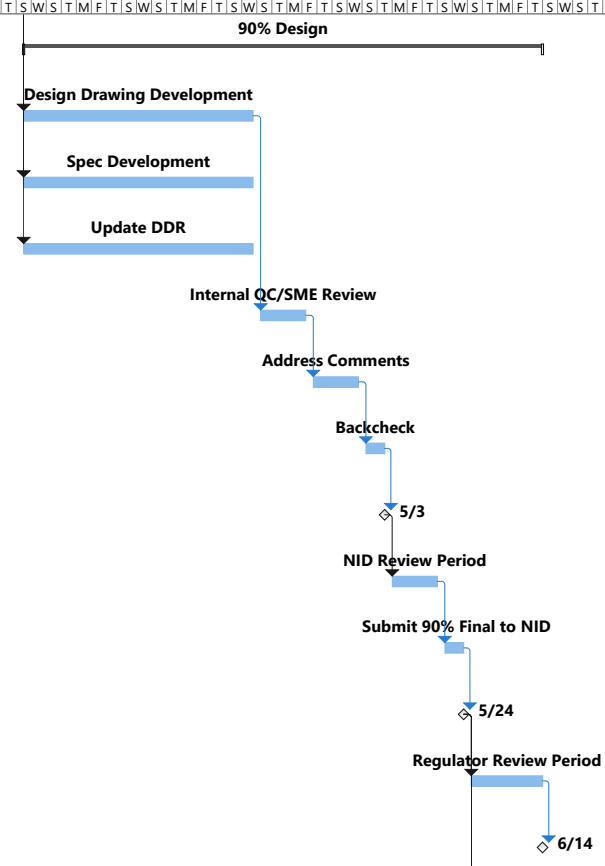 T S W S T M F T S W S T M F T S W S T M F T S W S T M F T S W S T M F T S W S T
90% Design
Design Drawing Development
Spec Development
Update DDR
Internal QC/SME Review
Address Comments
Backcheck
5/3
NID Review Period
Submit 90% Final to NID
5/24
Regulator Review Period
6/14